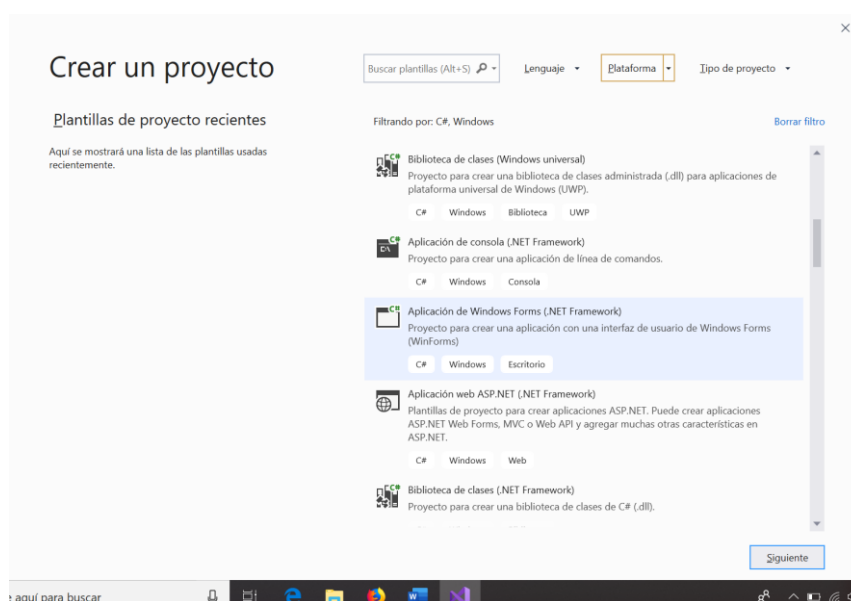 Crear un proyecto
Buscar plantillas (Alt+S)
Lenguaje
Plataforma
Tipo de proyecto
Plantillas de proyecto recientes
Aquí se mostrará una lista de las plantillas usadas
recientemente.
Filtrando por: C#, Windows
Borrar filtro
Biblioteca de clases (Windows universal)
Proyecto para crear una biblioteca de clases administrada (.dll) para aplicaciones de
plataforma universal de Windows (UWP).
C# Windows Biblioteca UWP
Aplicación de consola (.NET Framework)
Proyecto para crear una aplicación de línea de comandos.
C# Windows Consola
Aplicación de Windows Forms (.NET Framework)
Proyecto para crear una aplicación con una interfaz de usuario de Windows Forms
(WinForms)
C# Windows Escritorio
Aplicación web ASP.NET (.NET Framework)
Plantillas de proyecto para crear aplicaciones ASP.NET. Puede crear aplicaciones
ASP.NET Web Forms, MVC o Web API y agregar muchas otras características en
ASP.NET.
C# Windows Web
Biblioteca de clases (.NET Framework)
Proyecto para crear una biblioteca de clases de C# (.dll).
Siguiente
aquí para buscar